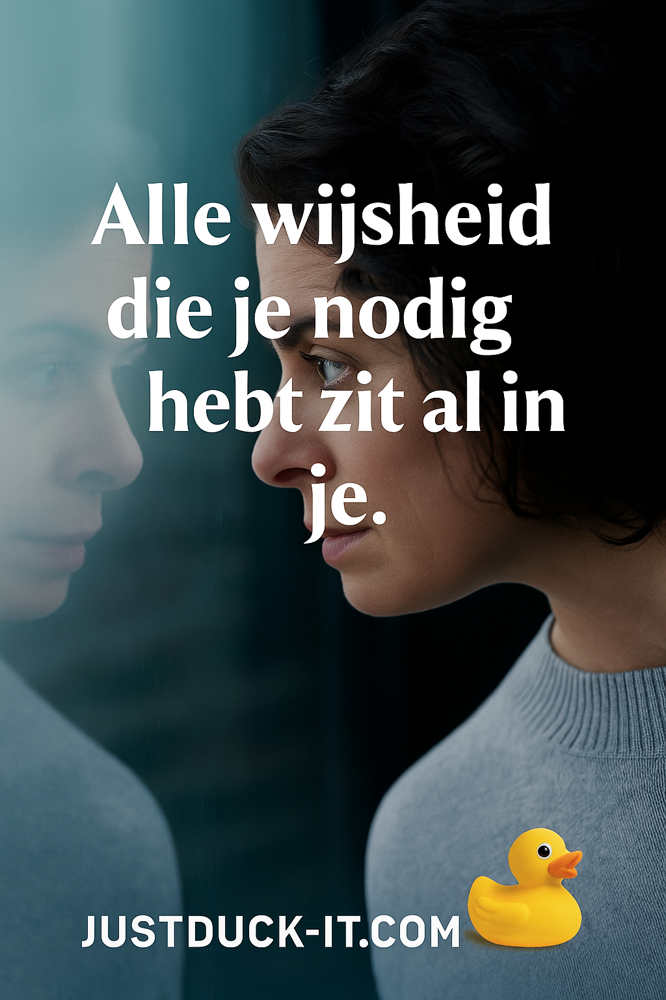 Alle wijsheid
die je nodig
hebt zit al in
je.
JUSTDUCK-IT.COM